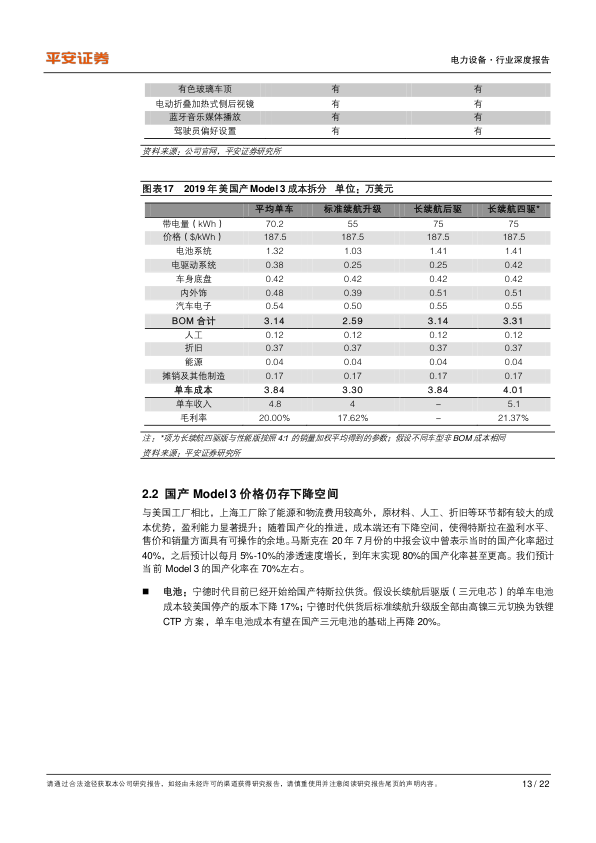 平安证券
电力设备·行业深度报告
有色玻璃车顶 有 有
电动折叠加热式侧后视镜 有 有
蓝牙音乐媒体播放 有 有
驾驶员偏好设置 有 有
资料来源：公司官网，平安证券研究所
图表17 2019 年美国产 Model 3 成本拆分 单位：万美元
平均单车 标准续航升级 长续航后驱 长续航四驱*
带电量（kWh） 70.2 55 75 75
价格（$/kWh） 187.5 187.5 187.5 187.5
电池系统 1.32 1.03 1.41 1.41
电驱动系统 0.38 0.25 0.25 0.42
车身底盘 0.42 0.42 0.42 0.42
内外饰 0.48 0.39 0.51 0.51
汽车电子 0.54 0.50 0.55 0.55
BOM 合计 3.14 2.59 3.14 3.31
人工 0.12 0.12 0.12 0.12
折旧 0.37 0.37 0.37 0.37
能源 0.04 0.04 0.04 0.04
摊销及其他制造 0.17 0.17 0.17 0.17
单车成本 3.84 3.30 3.84 4.01
单车收入 4.8 4 – 5.1
毛利率 20.00% 17.62% – 21.37%
注：*项为长续航四驱版与性能版按照 4:1 的销量加权平均得到的参数；假设不同车型非 BOM 成本相同
资料来源：平安证券研究所
2.2 国产 Model 3 价格仍存下降空间
与美国工厂相比，上海工厂除了能源和物流费用较高外，原材料、人工、折旧等环节都有较大的成
本优势，盈利能力显著提升；随着国产化的推进，成本端还有下降空间，使得特斯拉在盈利水平、
售价和销量方面具有可操作的余地。马斯克在 20 年 7 月份的中报会议中曾表示当时的国产化率超过
40%，之后预计以每月 5%-10%的渗透速度增长，到年末实现 80%的国产化率甚至更高。我们预计
当前 Model 3 的国产化率在 70%左右。
■ 电池：宁德时代目前已经开始给国产特斯拉供货。假设长续航后驱版（三元电芯）的单车电池
成本较美国停产的版本下降 17%；宁德时代供货后标准续航升级版全部由高镍三元切换为铁锂
CTP 方案，单车电池成本有望在国产三元电池的基础上再降 20%。
请通过合法途径获取本公司研究报告，如经由未经许可的渠道获得研究报告，请慎重使用并注意阅读研究报告尾页的声明内容。
13 / 22